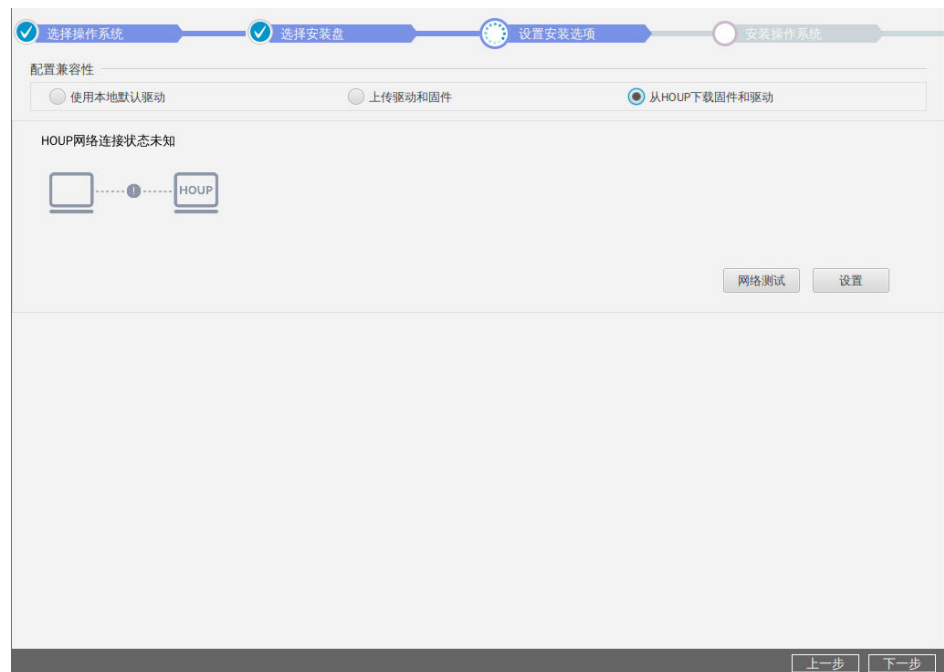 选择操作系统
选择安装盘
设置安装选项
安装操作系统
配置兼容性
使用本地默认驱动
上传驱动和固件
从HOUP下载固件和驱动
HOUP网络连接状态未知
! HOUP
网络测试
设置
上一步
下一步